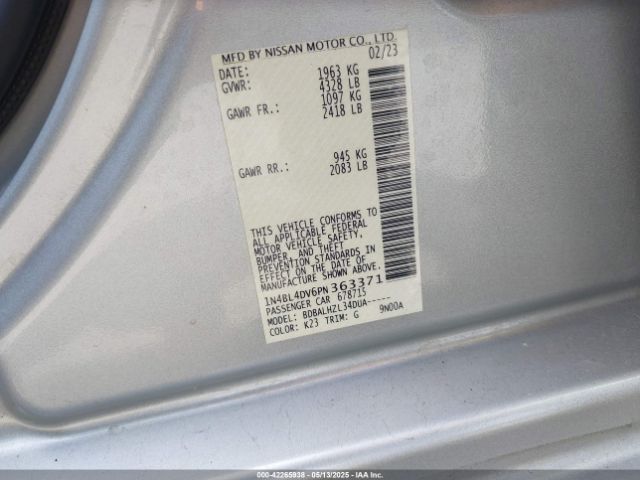 MFD BY NISSAN MOTOR CO., LTD.
DATE: 02/23
GVWR: 1963 KG
4328 LB
GAWR FR.: 1097 KG
2418 LB
GAWR RR.: 945 KG
2083 LB
THIS VEHICLE CONFORMS TO
ALL APPLICABLE FEDERAL
MOTOR VEHICLE SAFETY,
BUMPER, AND THEFT
PREVENTION STANDARDS IN
EFFECT ON THE DATE OF
MANUFACTURE SHOWN ABOVE.
1N4BL4DV6PN363371
PASSENGER CAR 678715
MODEL: BDBALHZL34DUA-----
COLOR: K23 TRIM: G 9N00A
000-42265938 - 05/13/2025 - IAA Inc.